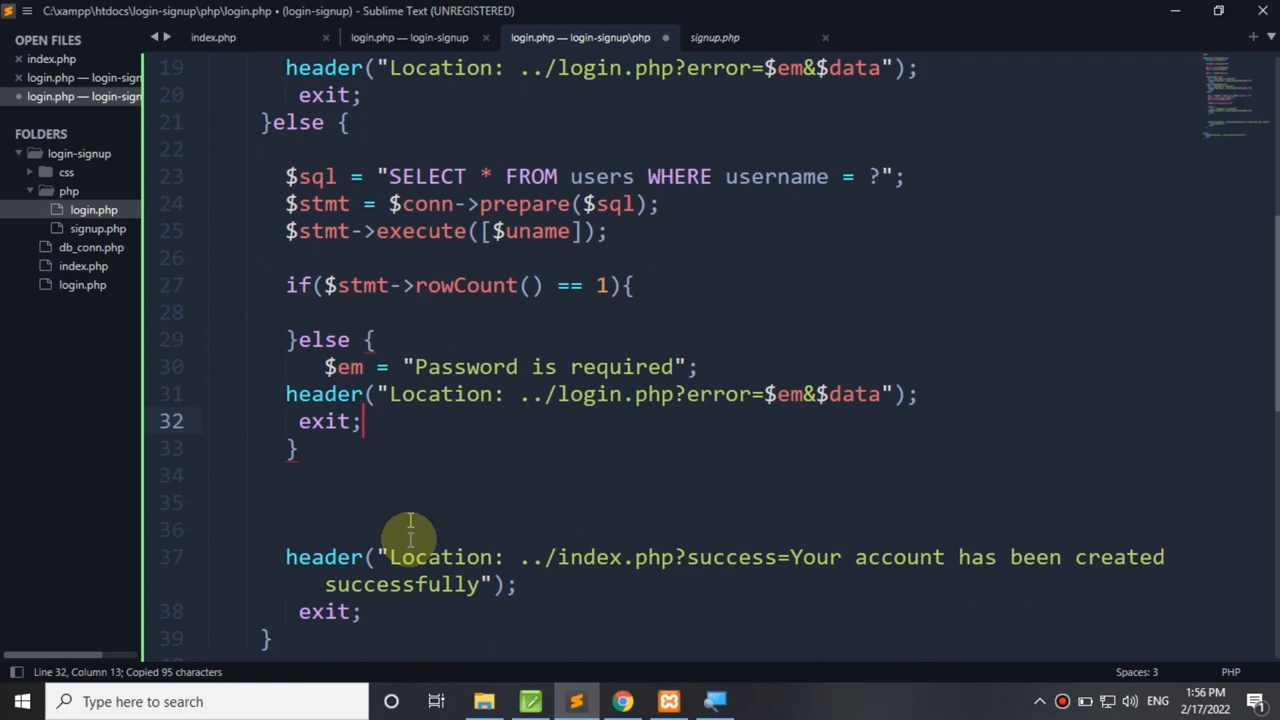 C:\xampp\htdocs\login-signup\php\login.php • (login-signup) - Sublime Text (UNREGISTERED)
OPEN FILES
index.php
login.php — login-sign
login.php — login-sign
FOLDERS
login-signup
css
php
login.php
signup.php
db_conn.php
index.php
login.php
index.php
login.php — login-signup
login.php — login-signup\php
signup.php
19 header("Location: ../login.php?error=$em&$data");
20 exit;
21 }else {
22
23 $sql = "SELECT * FROM users WHERE username = ?";
24 $stmt = $conn->prepare($sql);
25 $stmt->execute([$uname]);
26
27 if($stmt->rowCount() == 1){
28
29 }else {
30 $em = "Password is required";
31 header("Location: ../login.php?error=$em&$data");
32 exit;
33 }
34
35
36
37 header("Location: ../index.php?success=Your account has been created
successfully");
38 exit;
39 }
Line 32, Column 13; Copied 95 characters
Spaces: 3
PHP
Type here to search
ENG
1:56 PM
2/17/2022
1